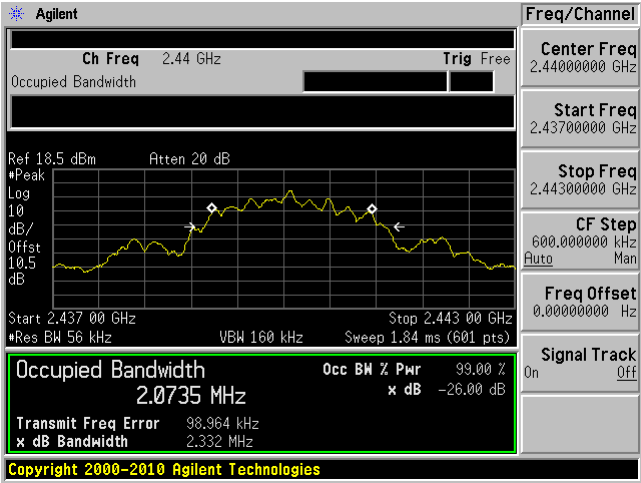 Agilent
Freq/Channel
Ch Freq 2.44 GHz Trig Free
Occupied Bandwidth
Center Freq
2.44000000 GHz
Start Freq
2.43700000 GHz
Stop Freq
2.44300000 GHz
CF Step
600.000000 kHz
Auto Man
Freq Offset
0.00000000 Hz
Signal Track
On Off
Ref 18.5 dBm Atten 20 dB
#Peak
Log
10
dB/
Offst
10.5
dB
Start 2.437 00 GHz Stop 2.443 00 GHz
#Res BW 56 kHz VBW 160 kHz Sweep 1.84 ms (601 pts)
Occupied Bandwidth Occ BW % Pwr 99.00 %
2.0735 MHz x dB -26.00 dB
Transmit Freq Error 98.964 kHz
x dB Bandwidth 2.332 MHz
Copyright 2000-2010 Agilent Technologies